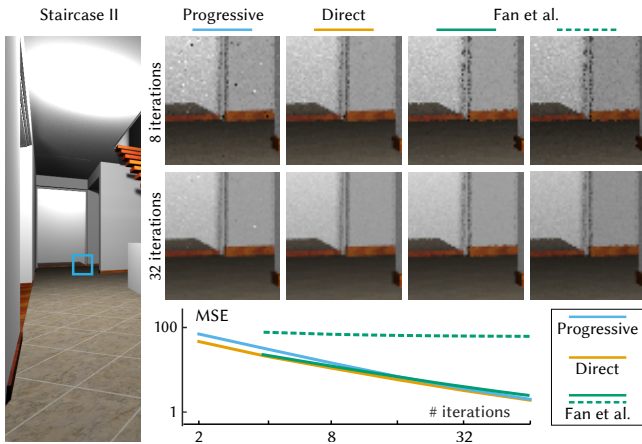 Staircase II
Progressive
Direct
Fan et al.
8 iterations
32 iterations
MSE
100
1
# iterations
2
8
32
Progressive
Direct
Fan et al.